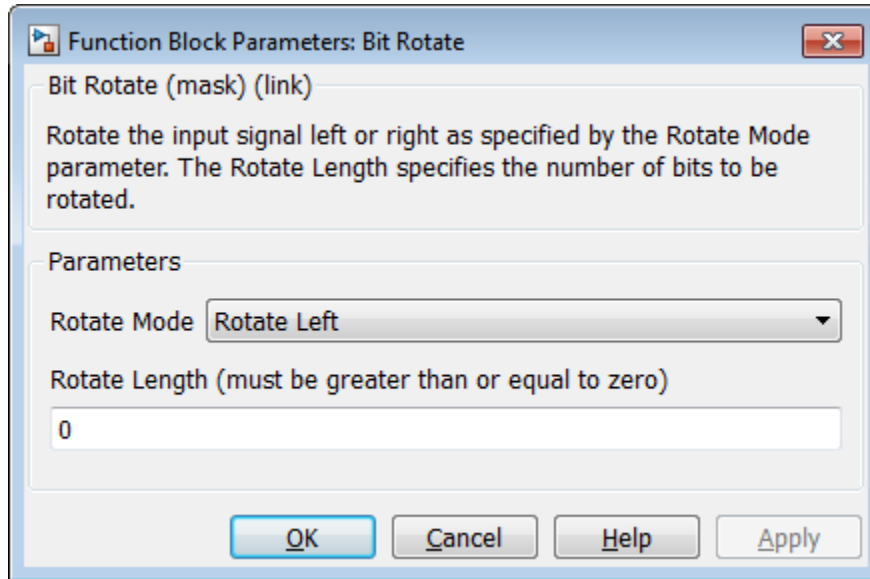 Function Block Parameters: Bit Rotate
Bit Rotate (mask) (link)
Rotate the input signal left or right as specified by the Rotate Mode
parameter. The Rotate Length specifies the number of bits to be
rotated.
Parameters
Rotate Mode Rotate Left
Rotate Length (must be greater than or equal to zero)
0
OK Cancel Help Apply